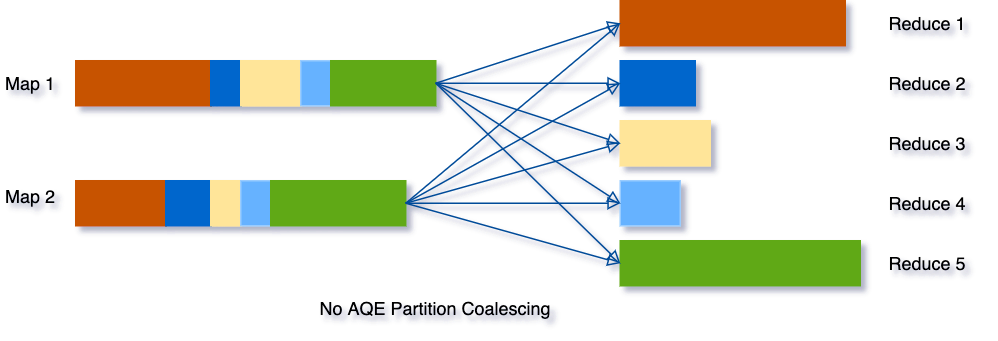 Reduce 1
Map 1
Reduce 2
Reduce 3
Map 2
Reduce 4
Reduce 5
No AQE Partition Coalescing